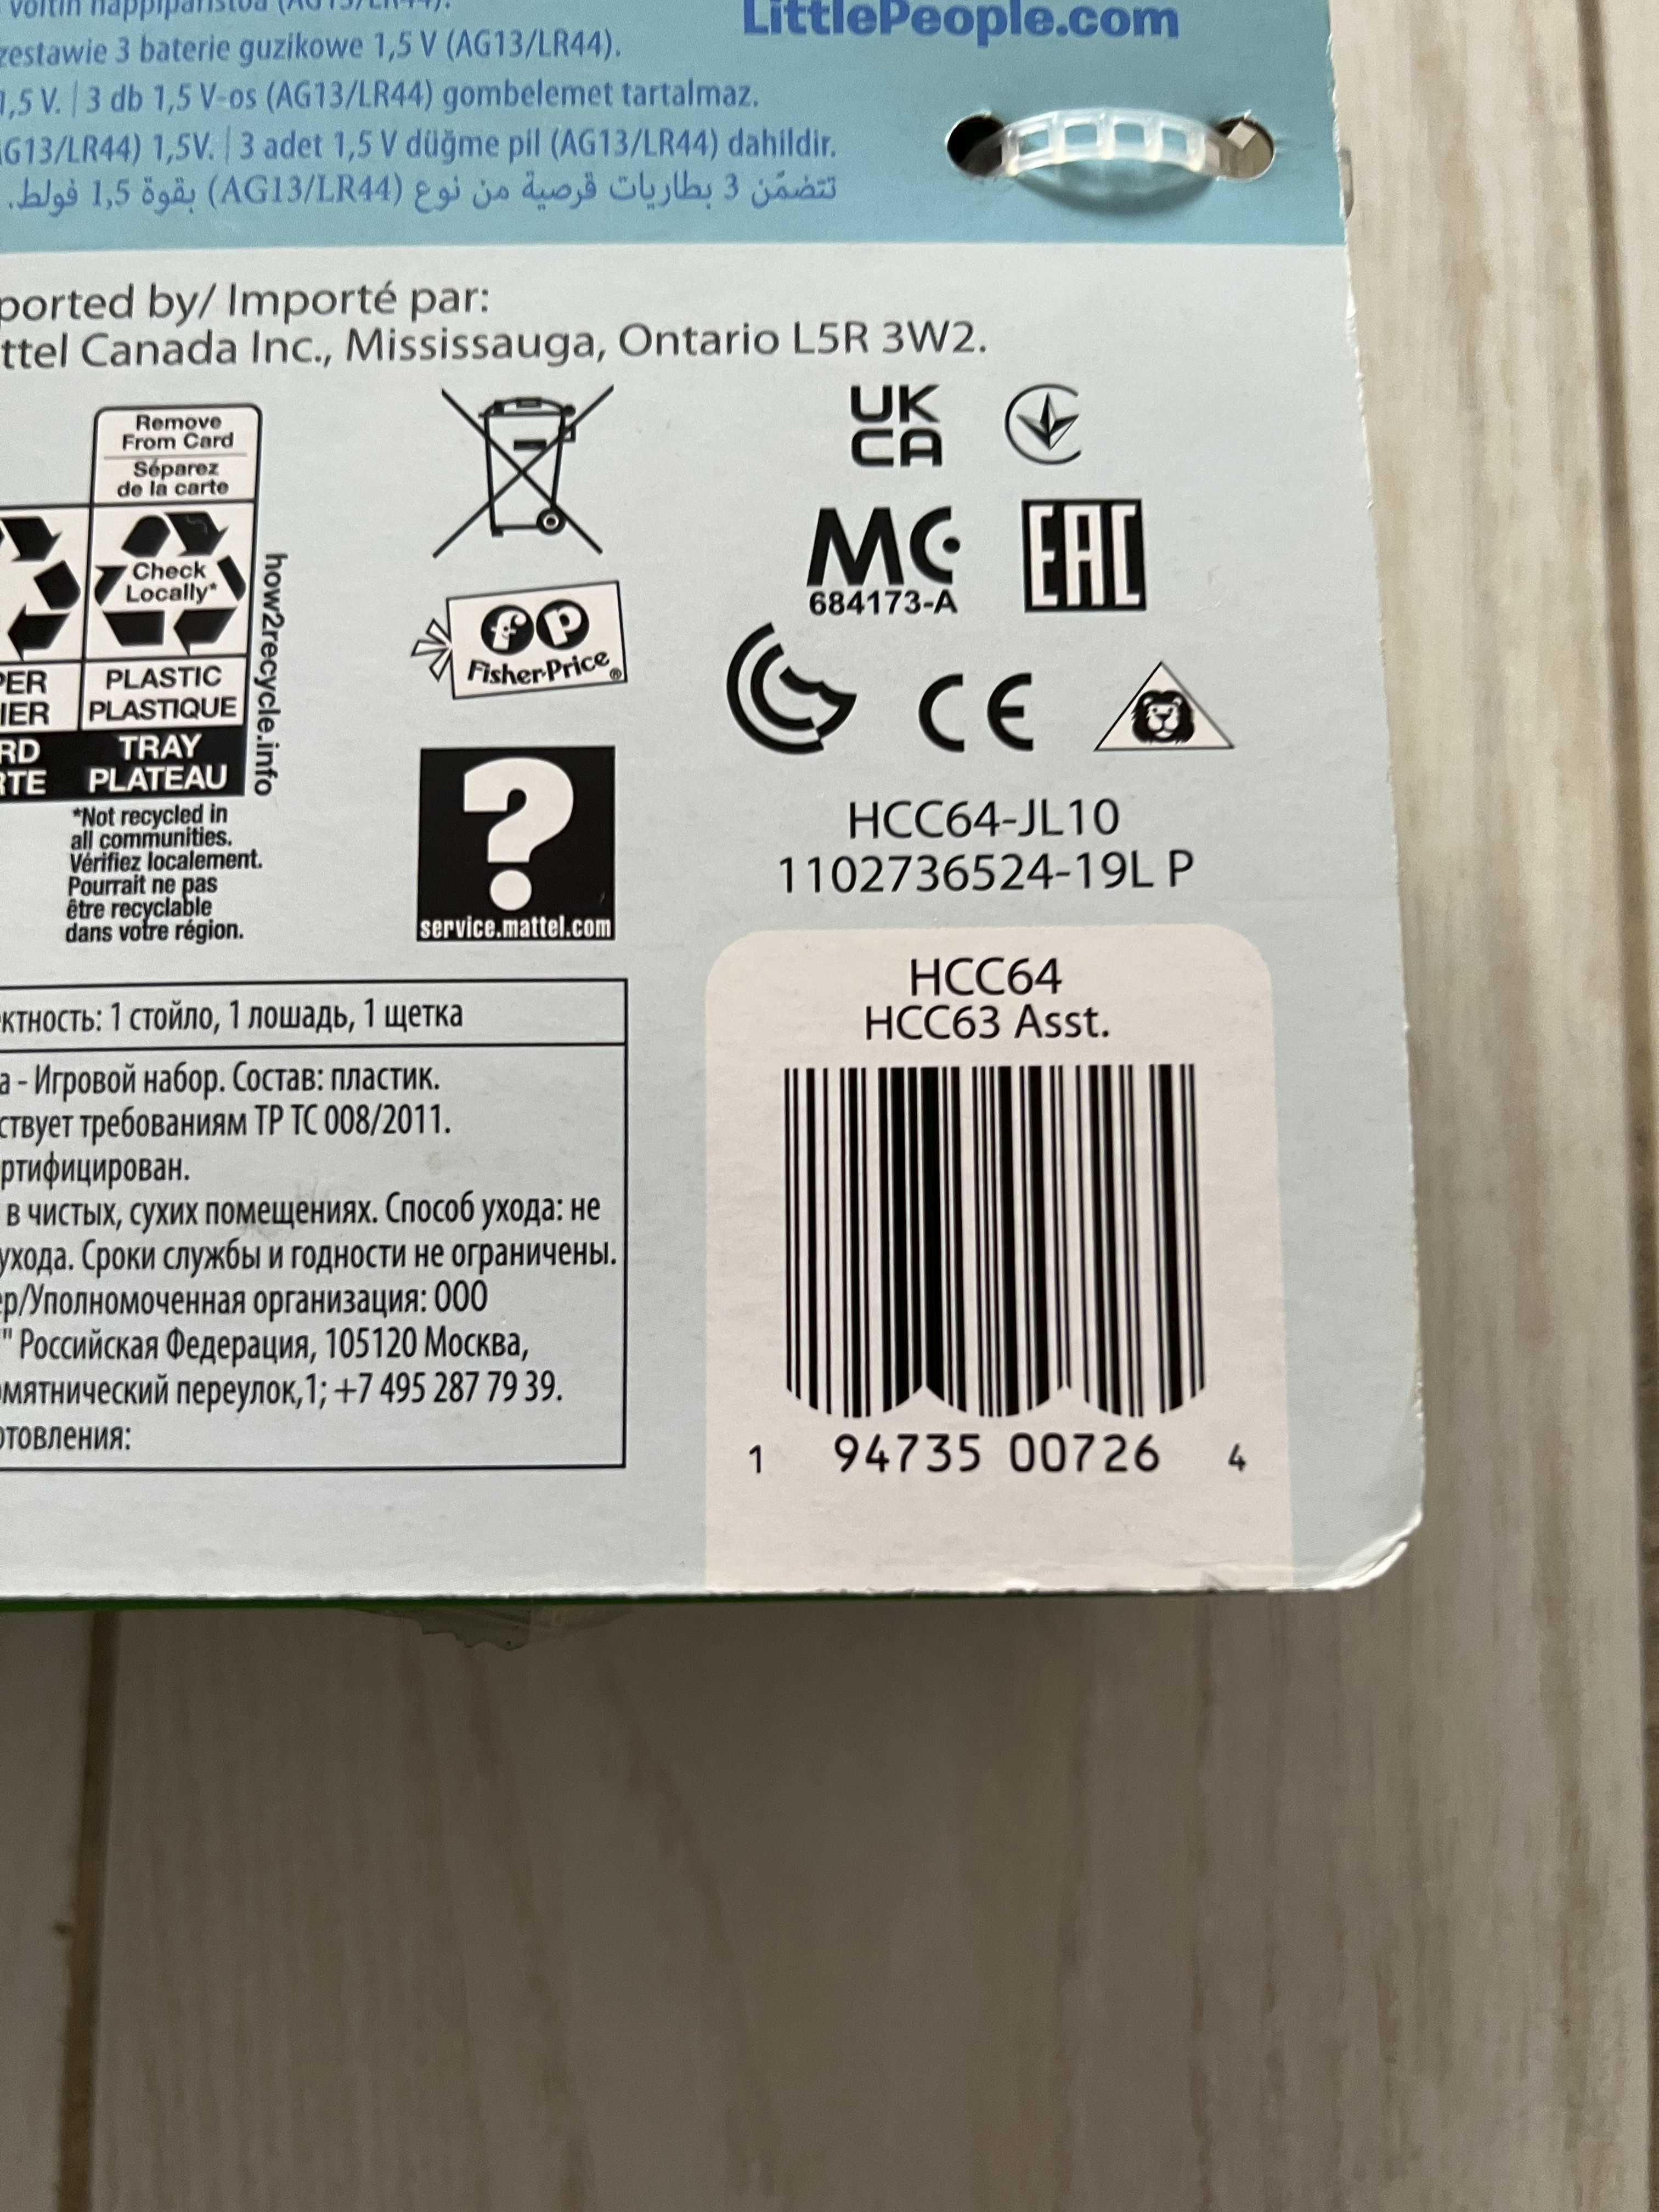 LittlePeople.com
zestawie 3 baterie guzikowe 1,5 V (AG13/LR44).
1,5 V. | 3 db 1,5 V-os (AG13/LR44) gombelemet tartalmaz.
AG13/LR44) 1,5V. | 3 adet 1,5 V düğme pil (AG13/LR44) dahildir.
تتضمّن 3 بطاريات قرصية من نوع (AG13/LR44) بقوة 1,5 فولط.
ported by/ Importé par:
ttel Canada Inc., Mississauga, Ontario L5R 3W2.
Remove
From Card
Séparez
de la carte
Check
Locally*
PLASTIC
PLASTIQUE
TRAY
PLATEAU
how2recycle.info
*Not recycled in
all communities.
Vérifiez localement.
Pourrait ne pas
être recyclable
dans votre région.
fp
Fisher-Price®
?
service.mattel.com
UK
CA
MC
684173-A
EAC
CE
HCC64-JL10
1102736524-19L P
ктность: 1 стойло, 1 лошадь, 1 щетка
а - Игровой набор. Состав: пластик.
ствует требованиям ТР ТС 008/2011.
ртифицирован.
в чистых, сухих помещениях. Способ ухода: не
ухода. Сроки службы и годности не ограничены.
ер/Уполномоченная организация: ООО
" Российская Федерация, 105120 Москва,
омятнический переулок,1; +7 495 287 79 39.
отовления:
HCC64
HCC63 Asst.
1 94735 00726 4